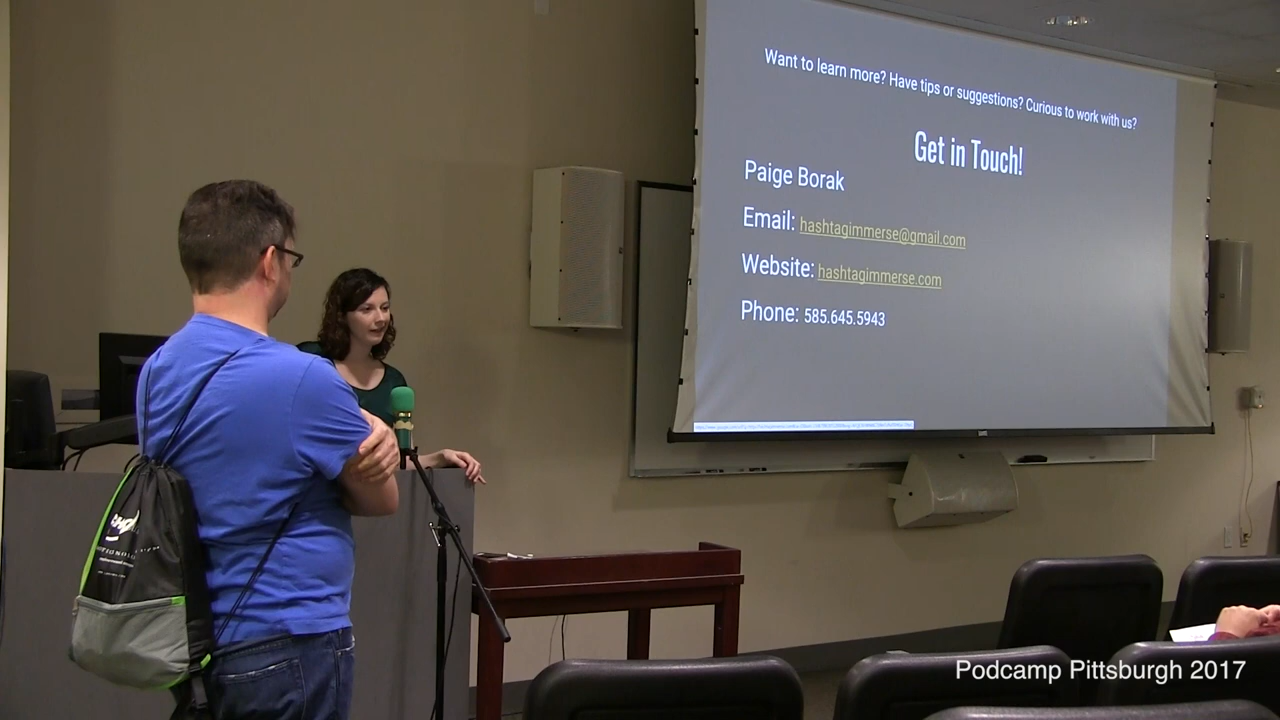 Want to learn more? Have tips or suggestions? Curious to work with us?
Get in Touch!
Paige Borak
Email: hashtagimmerse@gmail.com
Website: hashtagimmerse.com
Phone: 585.645.5943
Podcamp Pittsburgh 2017